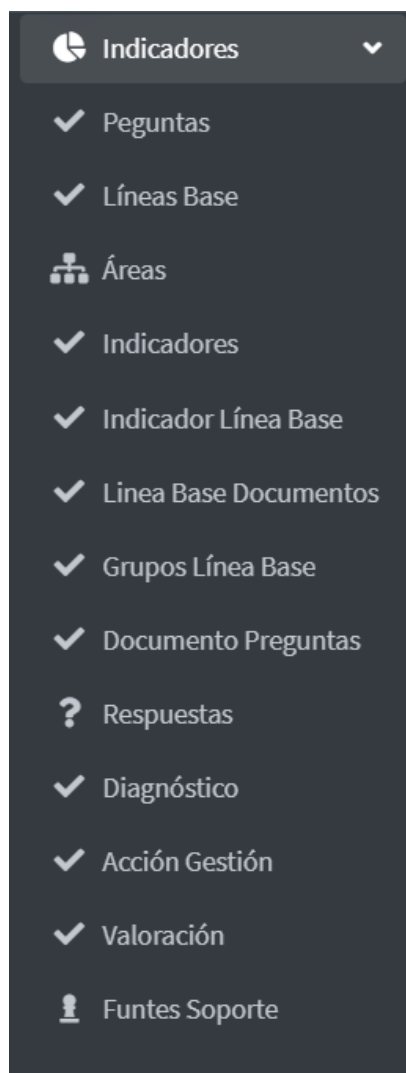 Indicadores
Peguntas
Líneas Base
Áreas
Indicadores
Indicador Línea Base
Linea Base Documentos
Grupos Línea Base
Documento Preguntas
Respuestas
Diagnóstico
Acción Gestión
Valoración
Funtes Soporte